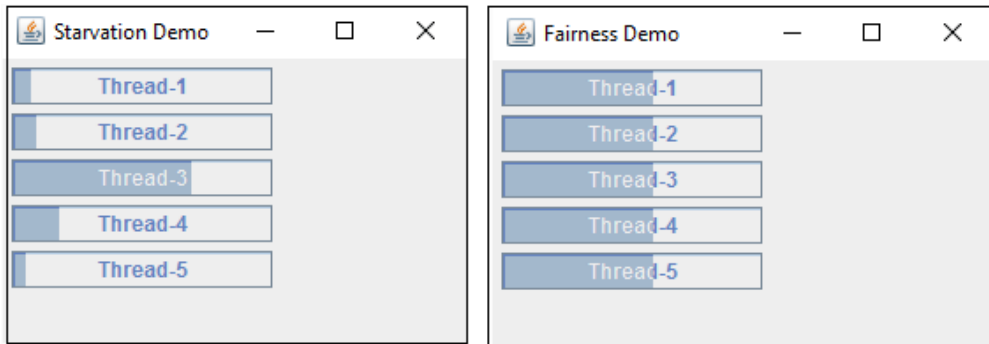 Starvation Demo
Thread-1
Thread-2
Thread-3
Thread-4
Thread-5
Fairness Demo
Thread-1
Thread-2
Thread-3
Thread-4
Thread-5